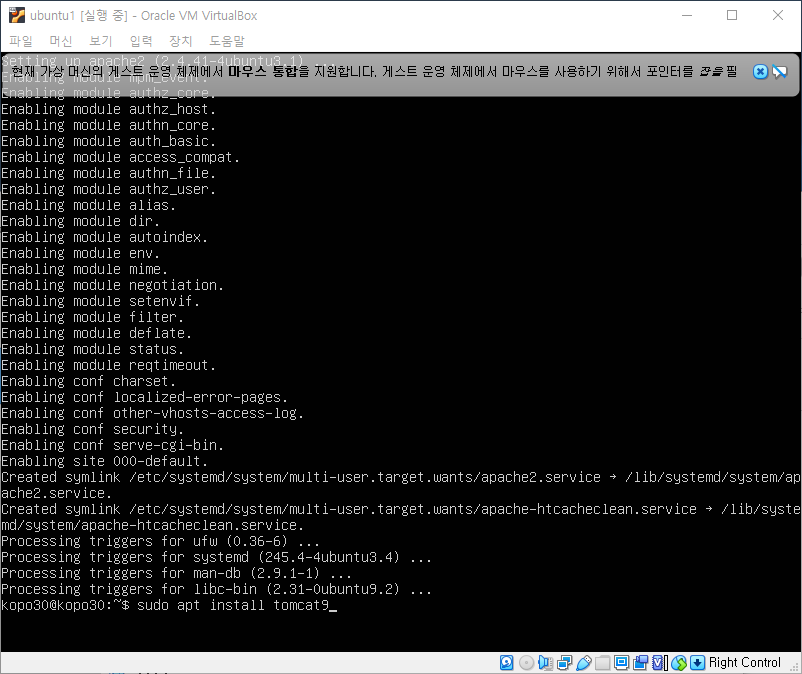 ubuntu1 [실행 중] - Oracle VM VirtualBox
파일 머신 보기 입력 장치 도움말
Setting up apache2 (2.4.41-4ubuntu3.1) ...
현재 가상 머신의 게스트 운영 체제에서 마우스 통합을 지원합니다. 게스트 운영 체제에서 마우스를 사용하기 위해서 포인터를 잡을 필
Enabling module mpm_event.
Enabling module authz_core.
Enabling module authz_host.
Enabling module authn_core.
Enabling module auth_basic.
Enabling module access_compat.
Enabling module authn_file.
Enabling module authz_user.
Enabling module alias.
Enabling module dir.
Enabling module autoindex.
Enabling module env.
Enabling module mime.
Enabling module negotiation.
Enabling module setenvif.
Enabling module filter.
Enabling module deflate.
Enabling module status.
Enabling module reqtimeout.
Enabling conf charset.
Enabling conf localized-error-pages.
Enabling conf other-vhosts-access-log.
Enabling conf security.
Enabling conf serve-cgi-bin.
Enabling site 000-default.
Created symlink /etc/systemd/system/multi-user.target.wants/apache2.service → /lib/systemd/system/ap
ache2.service.
Created symlink /etc/systemd/system/multi-user.target.wants/apache-htcacheclean.service → /lib/syste
md/system/apache-htcacheclean.service.
Processing triggers for ufw (0.36-6) ...
Processing triggers for systemd (245.4-4ubuntu3.4) ...
Processing triggers for man-db (2.9.1-1) ...
Processing triggers for libc-bin (2.31-0ubuntu9.2) ...
kopo30@kopo30:~$ sudo apt install tomcat9_
Right Control